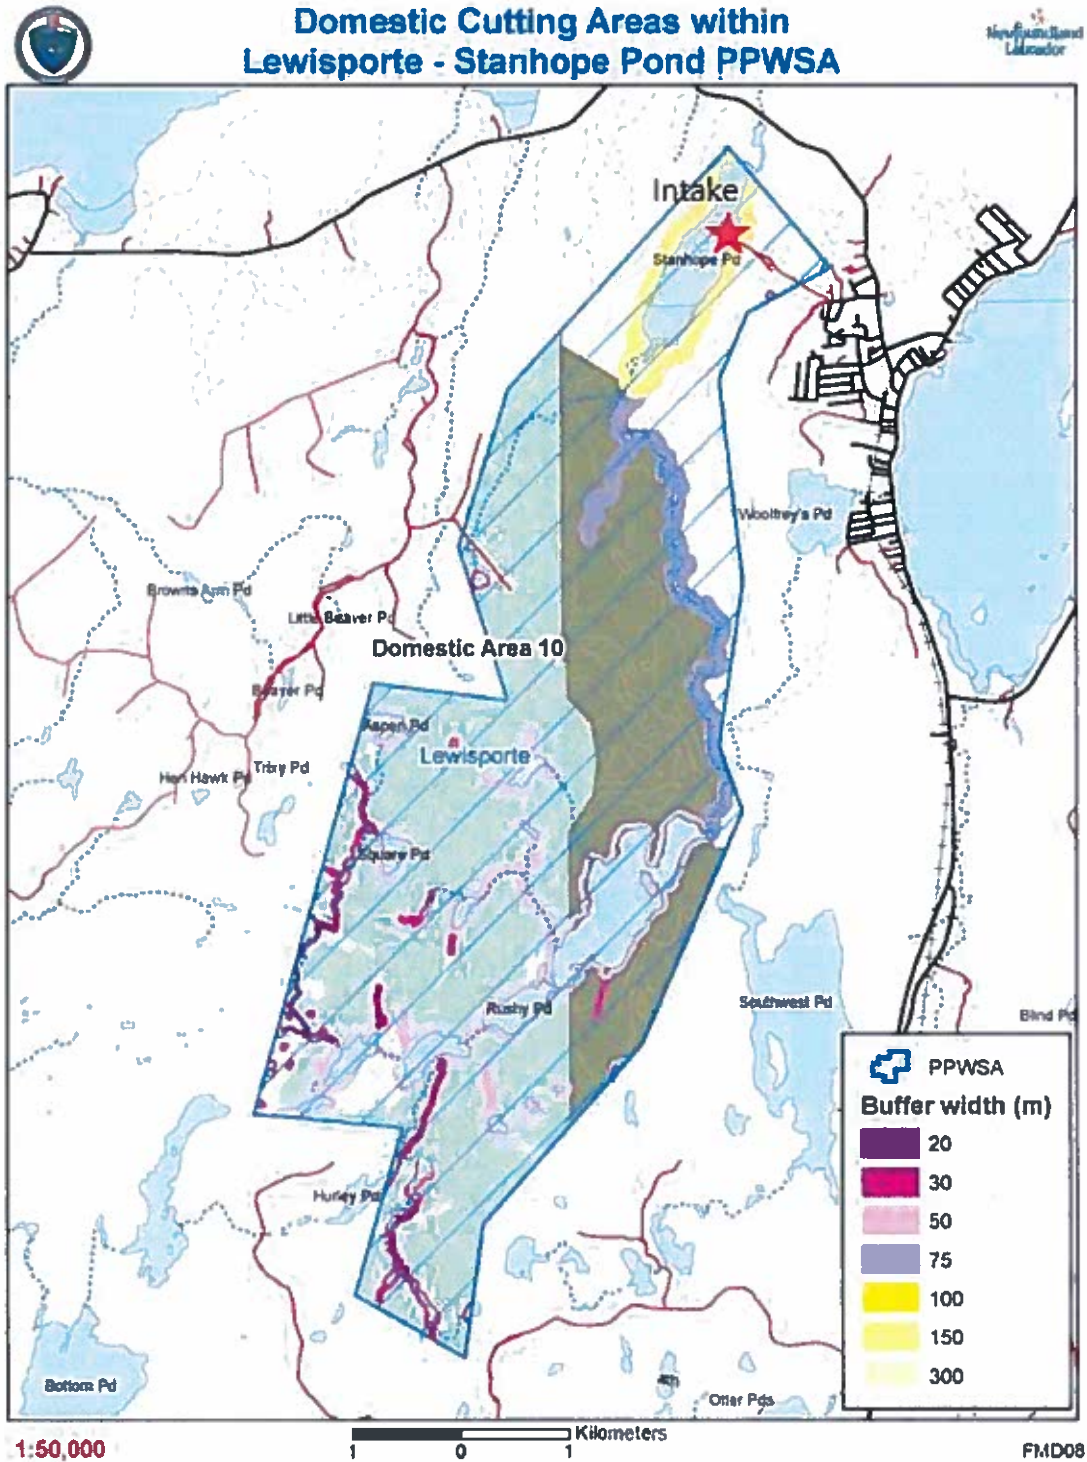 Domestic Cutting Areas within
Lewisporte - Stanhope Pond PPWSA
Newfoundland
Labrador
Intake
Stanhope Pd
Woolfrey's Pd
Browns Arm Pd
Little Beaver Pd
Domestic Area 10
Beaver Pd
Aspen Pd
Lewisporte
Hen Hawk Pd
Square Pd
Rushy Pd
Southwest Pd
Blind Pd
Hurley Pd
Bottom Pd
Otter Pds
PPWSA
Buffer width (m)
20
30
50
75
100
150
300
1:50,000
1 0 1
Kilometers
FMD08